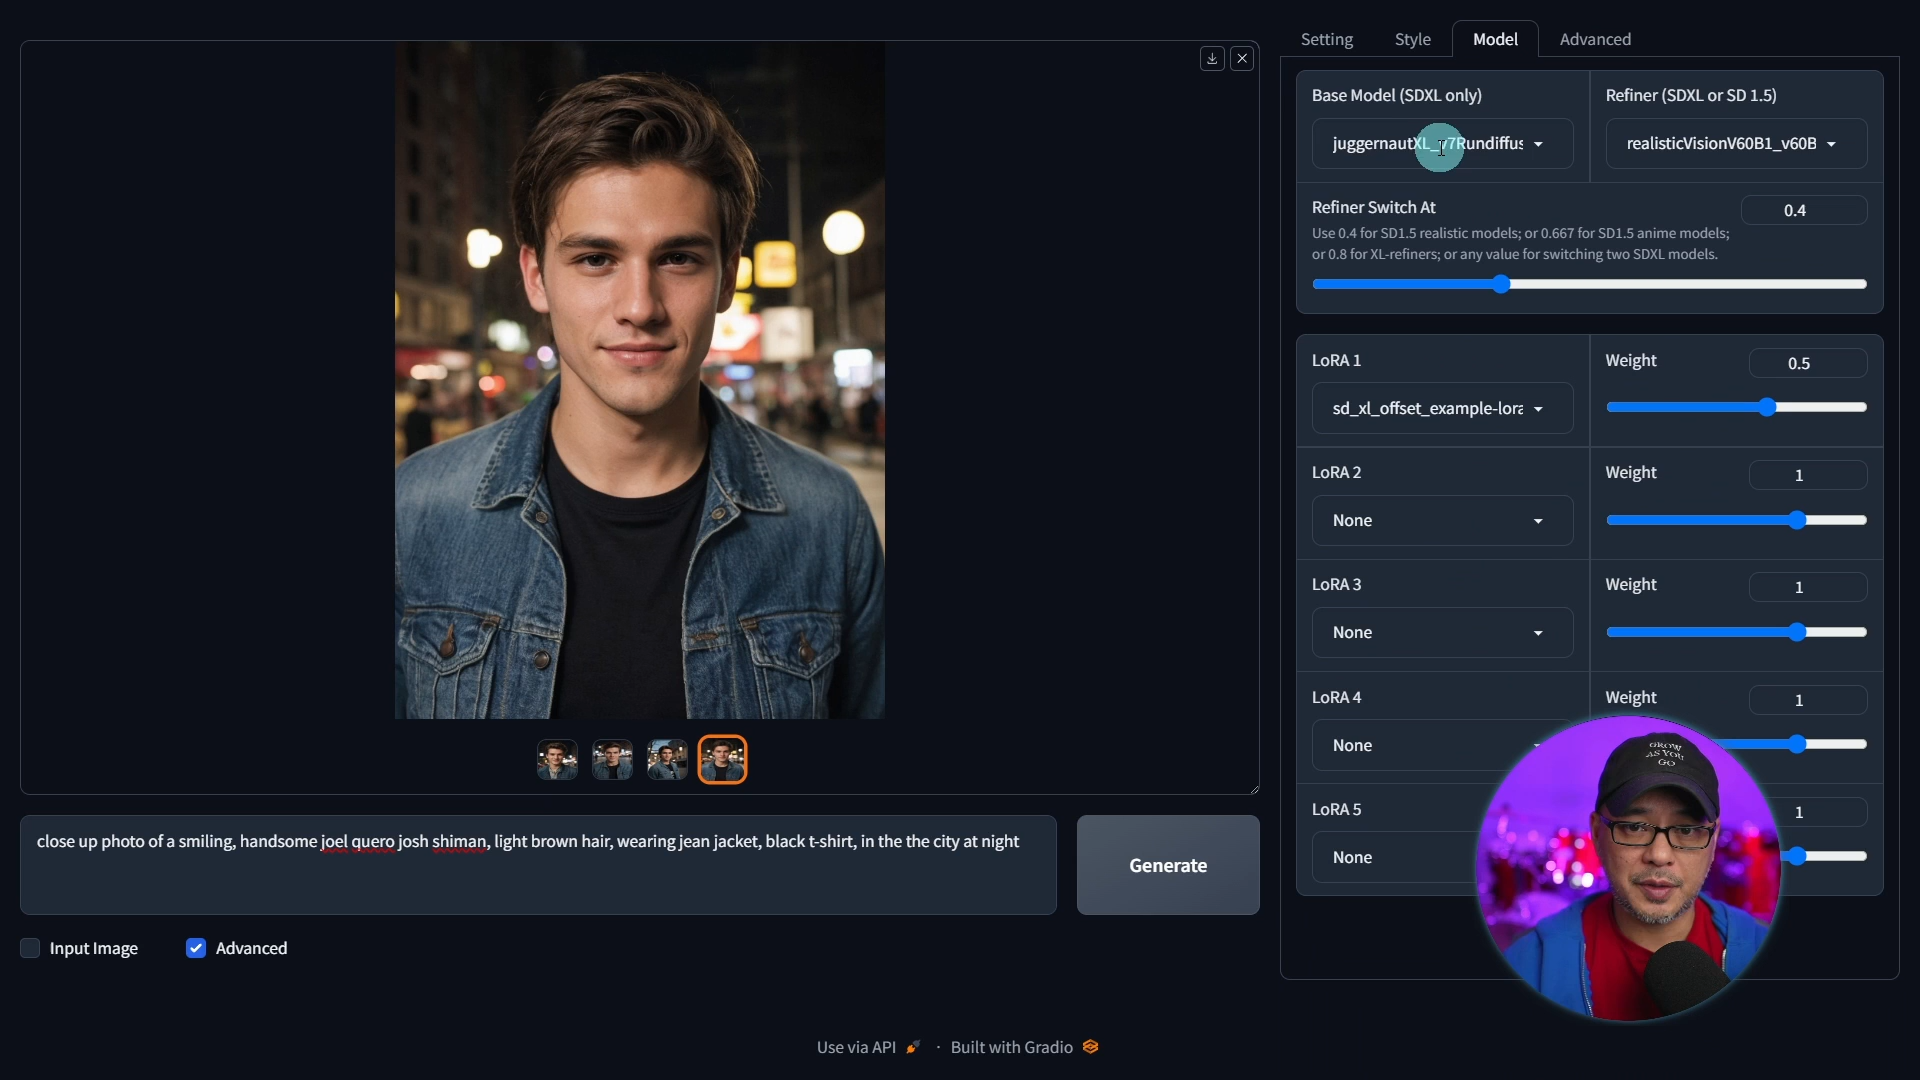 Setting
Style
Model
Advanced
Base Model (SDXL only)
Refiner (SDXL or SD 1.5)
juggernautXL_v7Rundiffus
realisticVisionV60B1_v60B
Refiner Switch At
0.4
Use 0.4 for SD1.5 realistic models; or 0.667 for SD1.5 anime models;
or 0.8 for XL-refiners; or any value for switching two SDXL models.
LoRA 1
Weight
0.5
sd_xl_offset_example-lora
LoRA 2
Weight
1
None
LoRA 3
Weight
1
None
LoRA 4
Weight
1
None
LoRA 5
1
None
GROW
AS YOU
GO
close up photo of a smiling, handsome joel quero josh shiman, light brown hair, wearing jean jacket, black t-shirt, in the the city at night
Generate
Input Image
Advanced
Use via API
· Built with Gradio